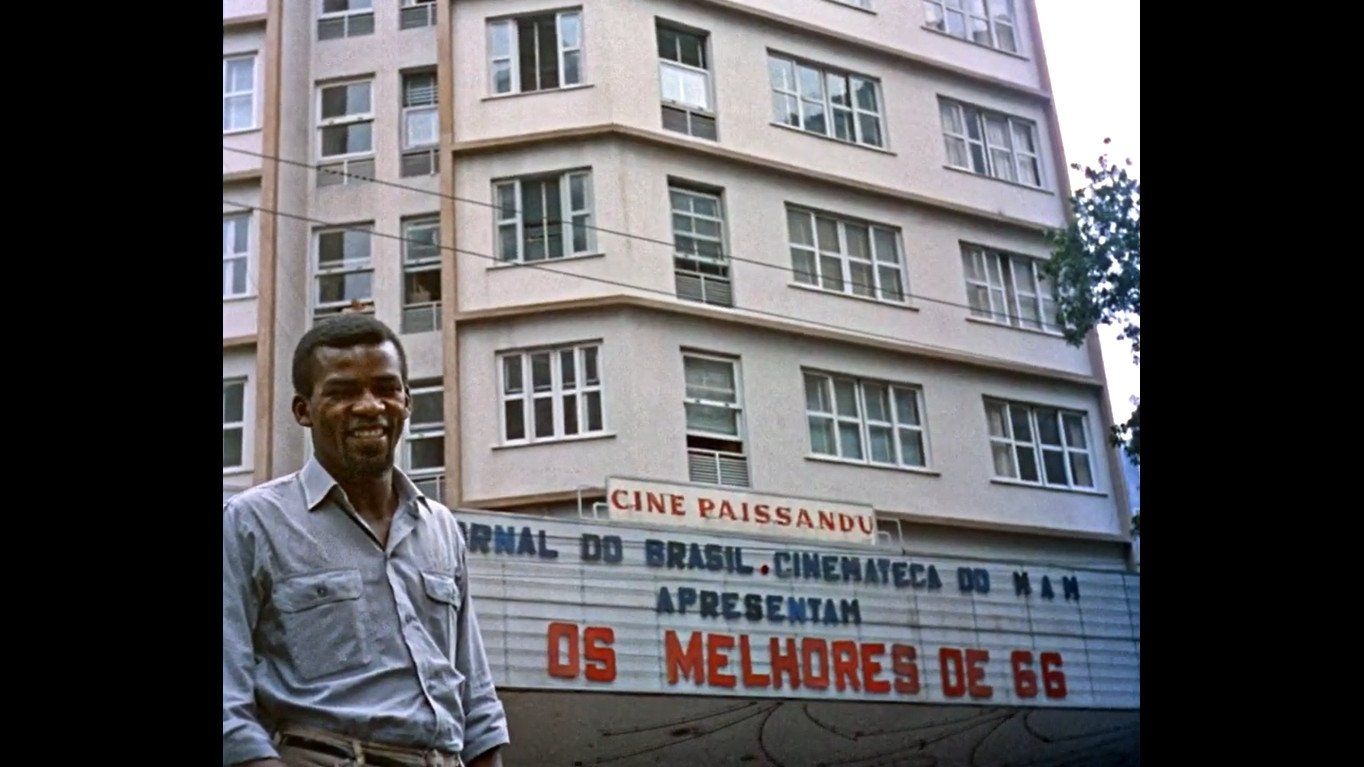 CINE PAISSANDU
ORNAL DO BRASIL . CINEMATECA DO MAM
APRESENTAM
OS MELHORES DE 66